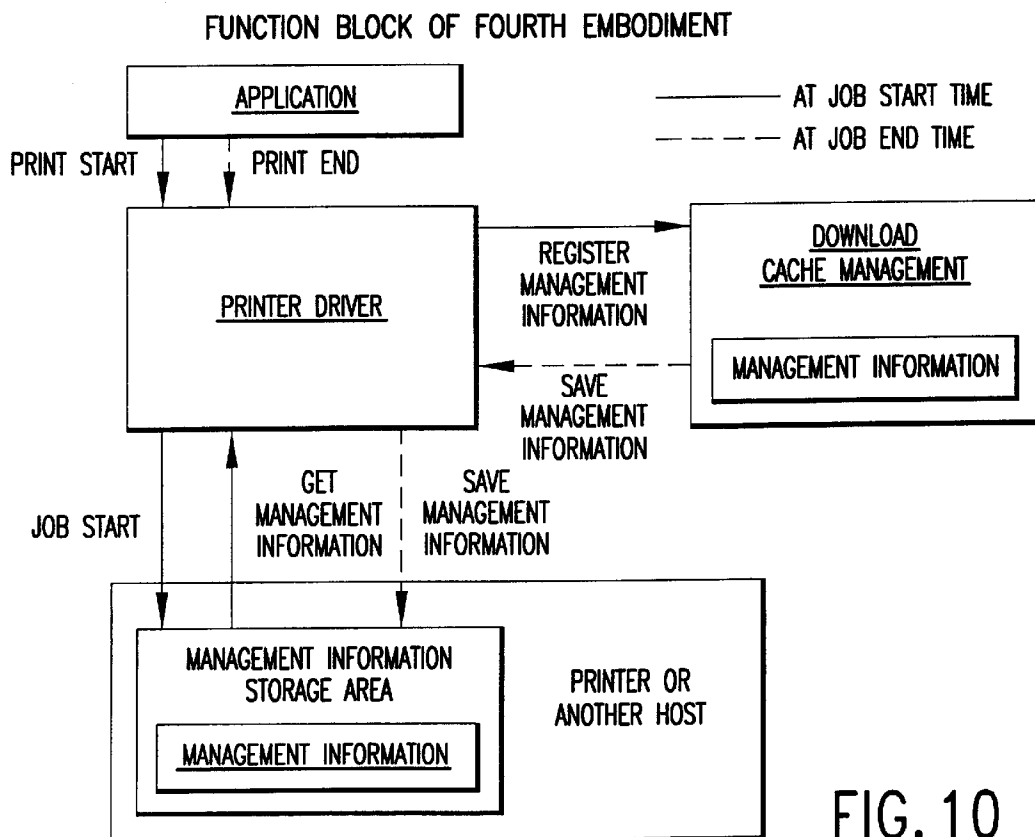 FUNCTION BLOCK OF FOURTH EMBODIMENT
APPLICATION
AT JOB START TIME
AT JOB END TIME
PRINT START
PRINT END
PRINTER DRIVER
REGISTER
MANAGEMENT
INFORMATION
DOWNLOAD
CACHE MANAGEMENT
MANAGEMENT INFORMATION
SAVE
MANAGEMENT
INFORMATION
JOB START
GET
MANAGEMENT
INFORMATION
SAVE
MANAGEMENT
INFORMATION
MANAGEMENT INFORMATION
STORAGE AREA
MANAGEMENT INFORMATION
PRINTER OR
ANOTHER HOST
FIG. 10